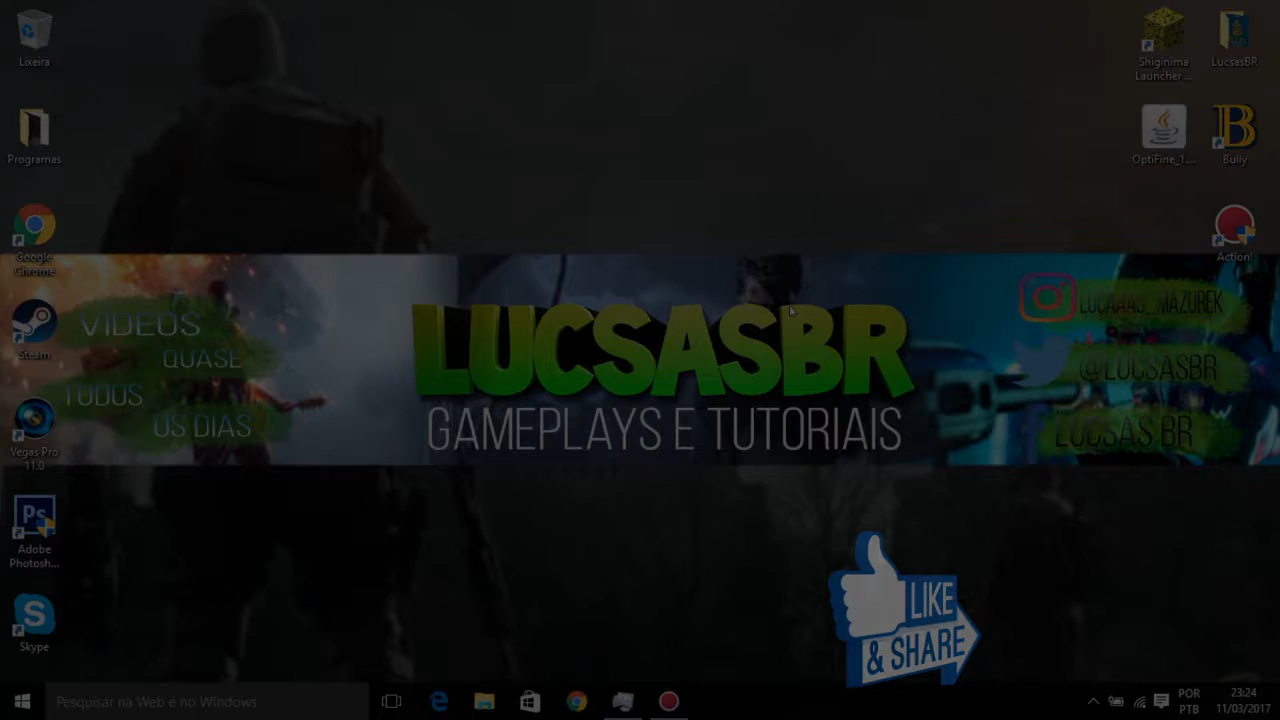 Lixeira
Programas
Google
Chrome
Steam
Vegas Pro
11.0
Ps
Adobe
Photosh...
Skype
Shiginima
Launcher ...
LucsasBR
OptiFine_1....
Bully
Action!
VIDEOS
QUASE
TODOS
OS DIAS
LUCSASBR
GAMEPLAYS E TUTORIAIS
LUCAAAS_MAZUREK
@LUCSASBR
LUCSAS BR
LIKE
& SHARE
Pesquisar na Web e no Windows
POR
PTB
23:24
11/03/2017